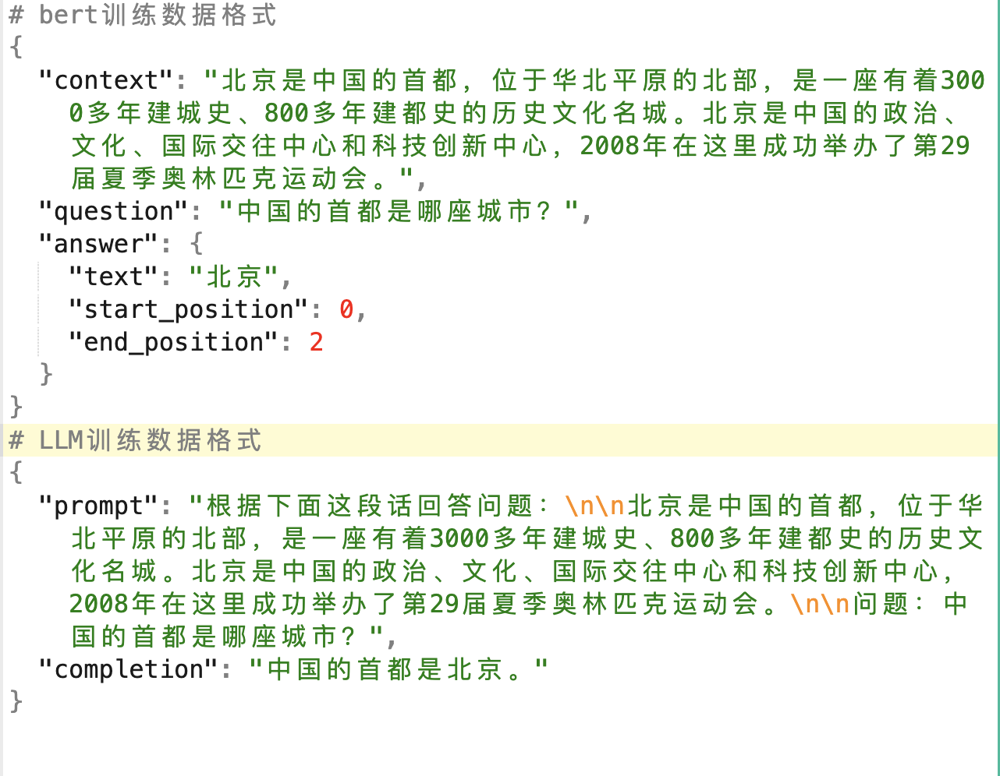 # bert训练数据格式
{
"context": "北京是中国的首都，位于华北平原的北部，是一座有着300
0多年建城史、800多年建都史的历史文化名城。北京是中国的政治、
文化、国际交往中心和科技创新中心，2008年在这里成功举办了第29
届夏季奥林匹克运动会。",
"question": "中国的首都是哪座城市？",
"answer": {
"text": "北京",
"start_position": 0,
"end_position": 2
}
}
# LLM训练数据格式
{
"prompt": "根据下面这段话回答问题：\n\n北京是中国的首都，位于华
北平原的北部，是一座有着3000多年建城史、800多年建都史的历史文
化名城。北京是中国的政治、文化、国际交往中心和科技创新中心，
2008年在这里成功举办了第29届夏季奥林匹克运动会。\n\n问题：中
国的首都是哪座城市？",
"completion": "中国的首都是北京。"
}